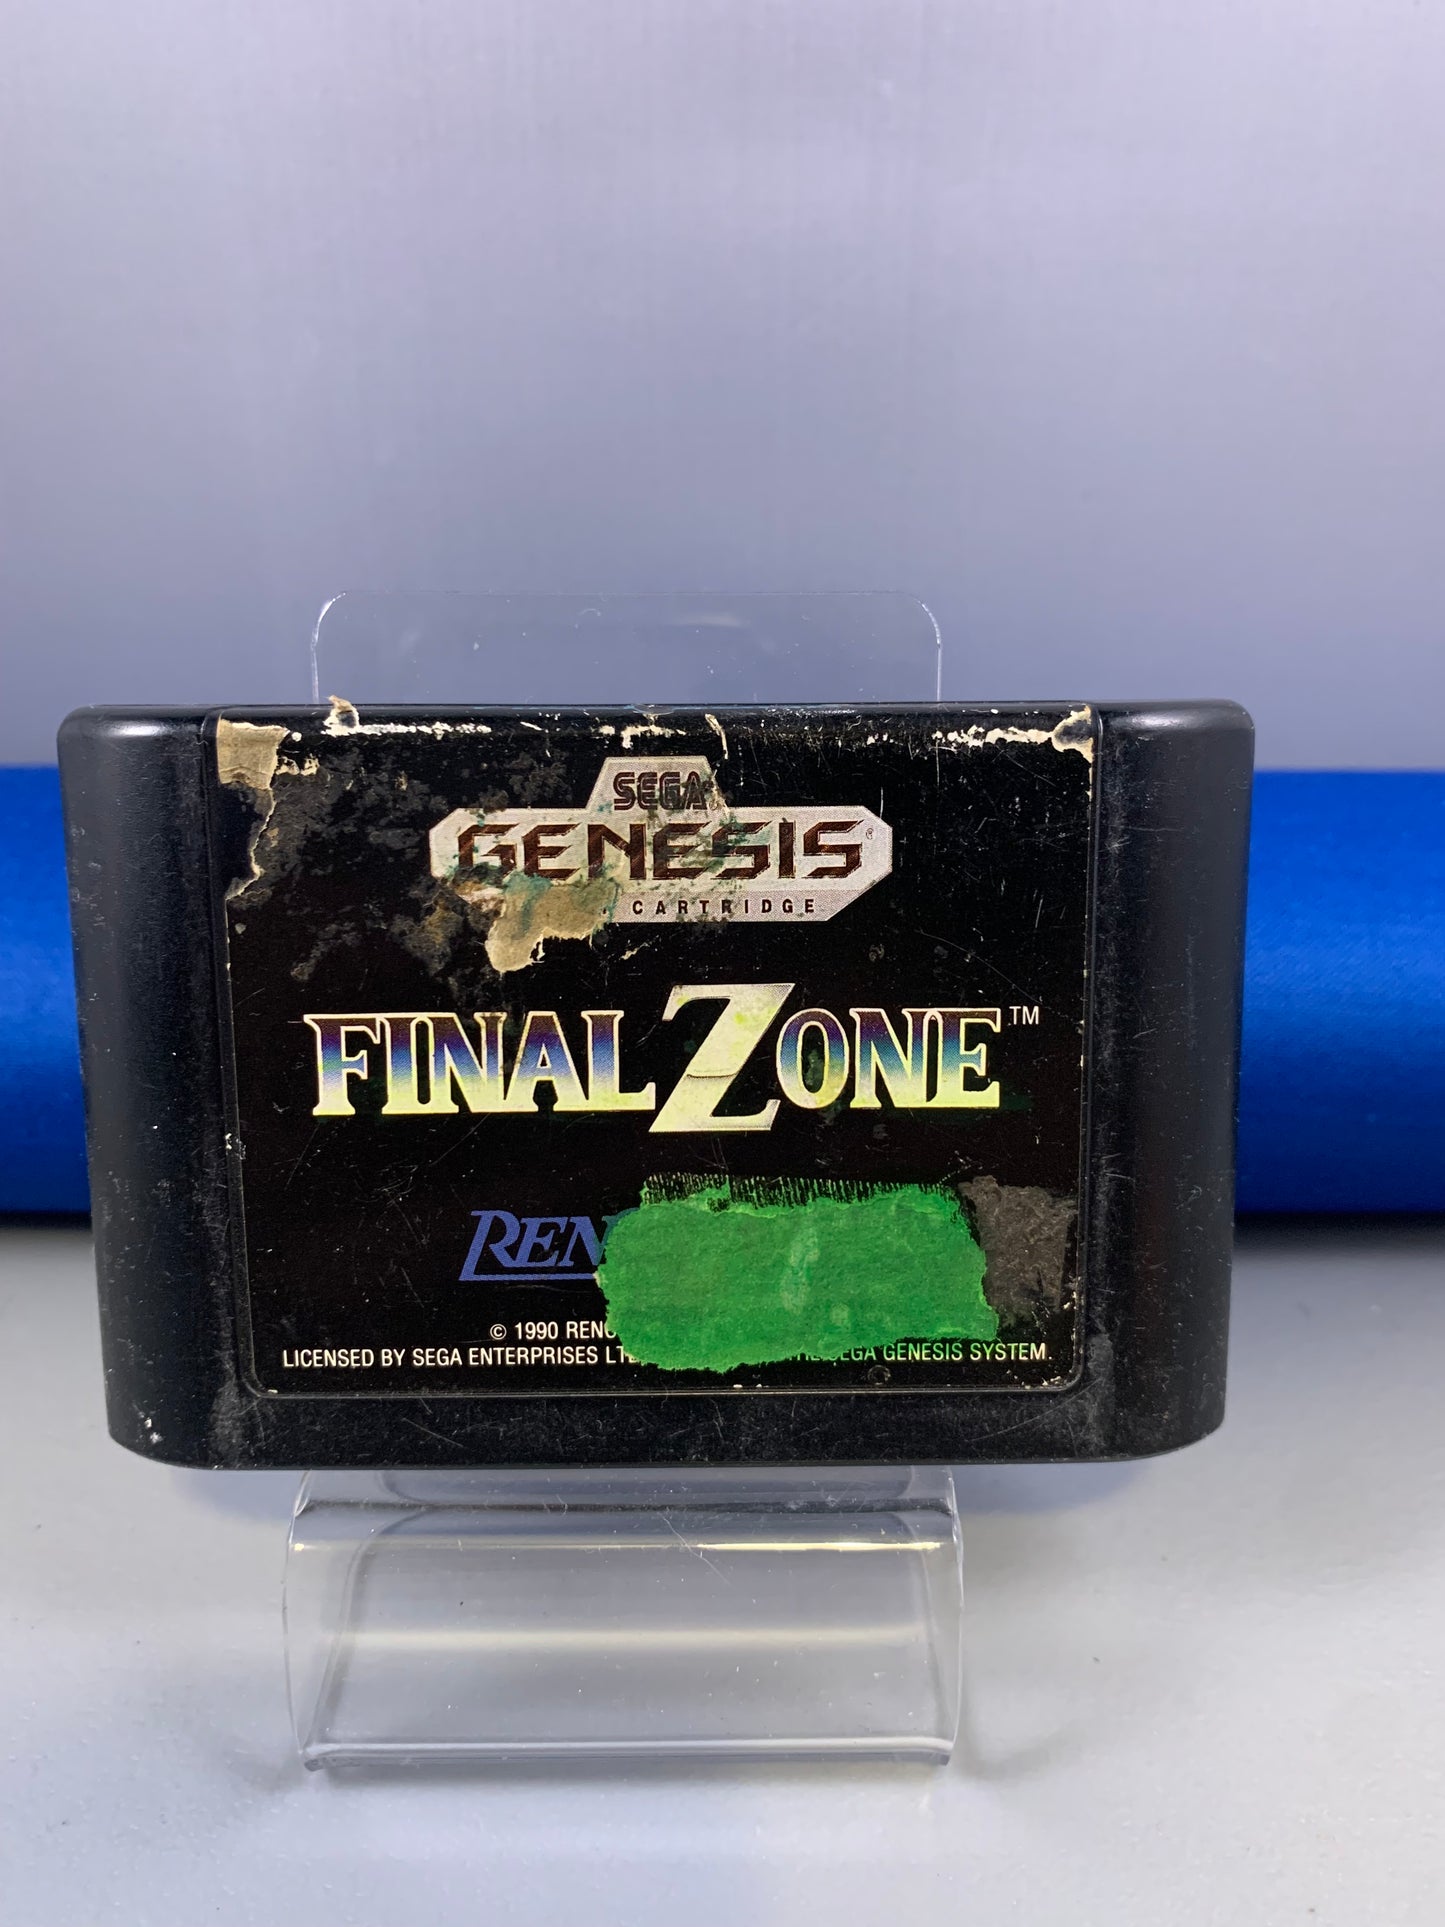 SEGA
GENESIS
CARTRIDGE
FINAL ZONE™
REN
© 1990 RENO
LICENSED BY SEGA ENTERPRISES LT
SEGA GENESIS SYSTEM.